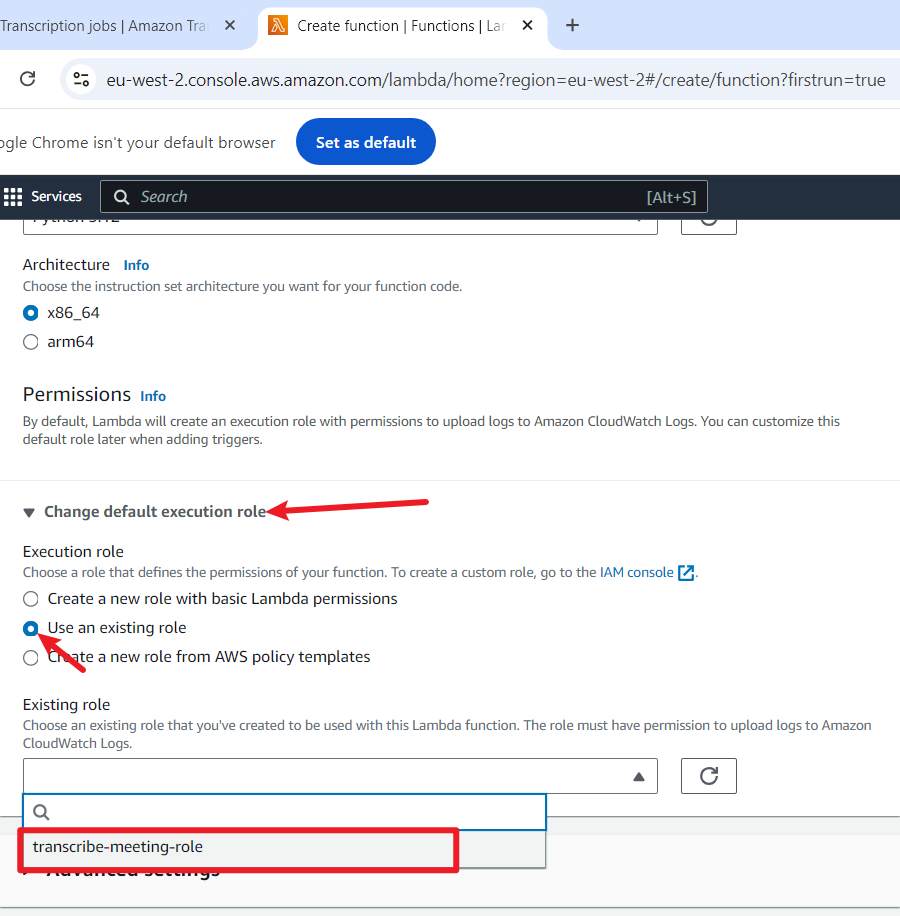 Transcription jobs | Amazon Tra
Create function | Functions | Lar
eu-west-2.console.aws.amazon.com/lambda/home?region=eu-west-2#/create/function?firstrun=true
ogle Chrome isn't your default browser
Set as default
Services
Search
[Alt+S]
Python 3.12
Architecture Info
Choose the instruction set architecture you want for your function code.
x86_64
arm64
Permissions Info
By default, Lambda will create an execution role with permissions to upload logs to Amazon CloudWatch Logs. You can customize this
default role later when adding triggers.
Change default execution role
Execution role
Choose a role that defines the permissions of your function. To create a custom role, go to the IAM console.
Create a new role with basic Lambda permissions
Use an existing role
Create a new role from AWS policy templates
Existing role
Choose an existing role that you've created to be used with this Lambda function. The role must have permission to upload logs to Amazon
CloudWatch Logs.
transcribe-meeting-role
Advanced settings